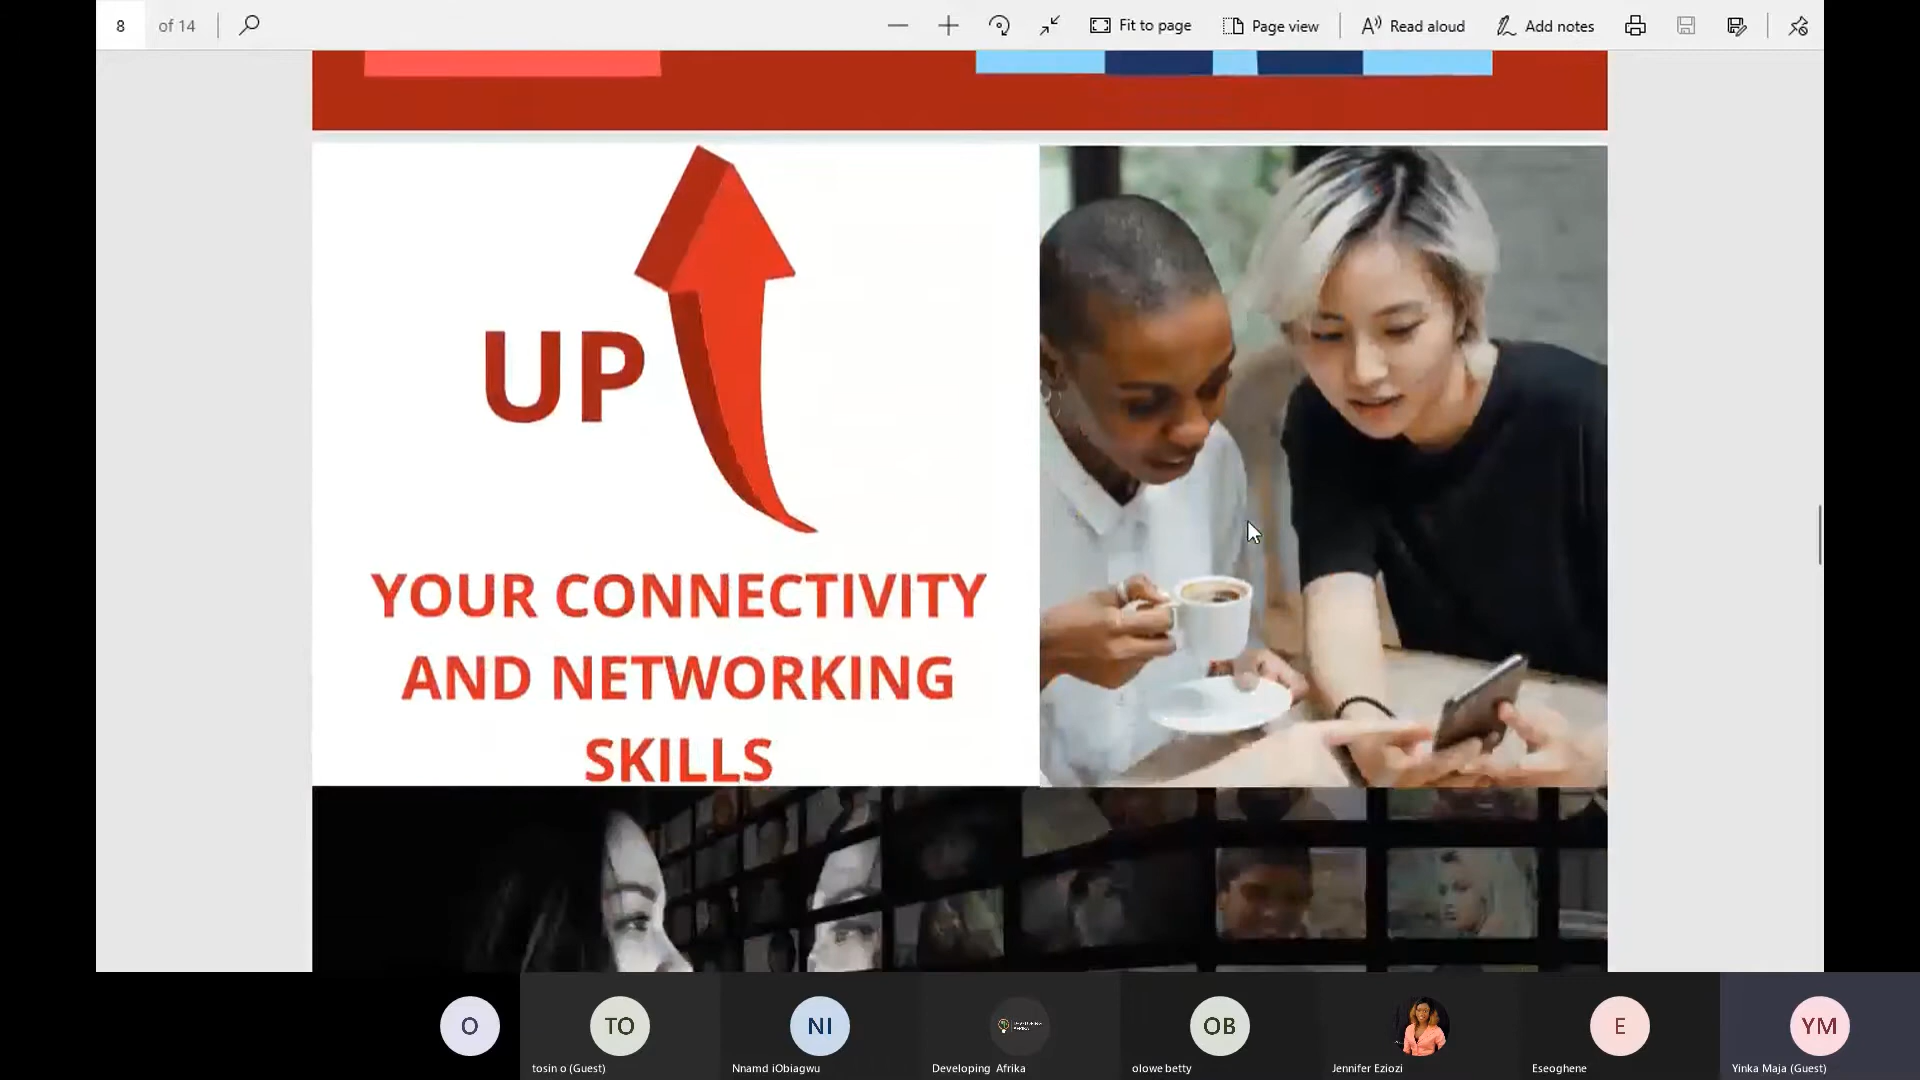 8 of 14
Fit to page
Page view
Read aloud
Add notes
UP
YOUR CONNECTIVITY
AND NETWORKING
SKILLS
O
TO
NI
OB
E
YM
tosin o (Guest)
Nnamd iObiagwu
Developing Afrika
olowe betty
Jennifer Eziozi
Eseoghene
Yinka Maja (Guest)